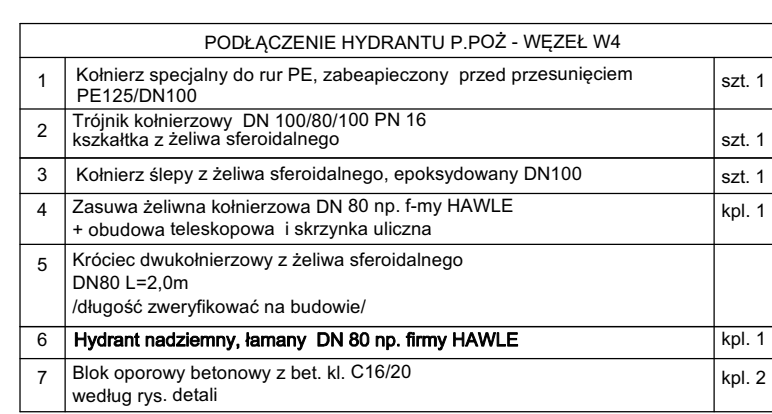 PODŁĄCZENIE HYDRANTU P.POŻ - WĘZEŁ W4
1 Kołnierz specjalny do rur PE, zabeapieczony przed przesunięciem szt. 1
PE125/DN100
2 Trójnik kołnierzowy DN 100/80/100 PN 16
kszkałtka z żeliwa sferoidalnego szt. 1
3 Kołnierz ślepy z żeliwa sferoidalnego, epoksydowany DN100 szt. 1
4 Zasuwa żeliwna kołnierzowa DN 80 np. f-my HAWLE kpl. 1
+ obudowa teleskopowa i skrzynka uliczna
5 Króciec dwukołnierzowy z żeliwa sferoidalnego
DN80 L=2,0m
/długość zweryfikować na budowie/
6 Hydrant nadziemny, łamany DN 80 np. firmy HAWLE kpl. 1
7 Blok oporowy betonowy z bet. kl. C16/20 kpl. 2
według rys. detali